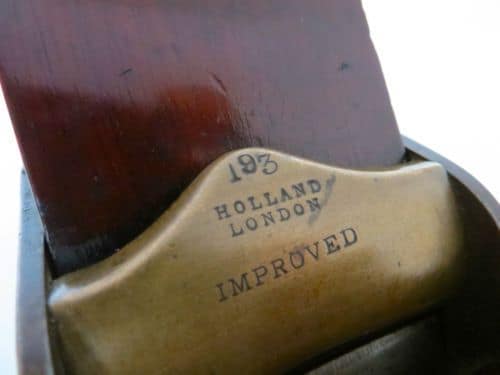 193
HOLLAND
LONDON
IMPROVED